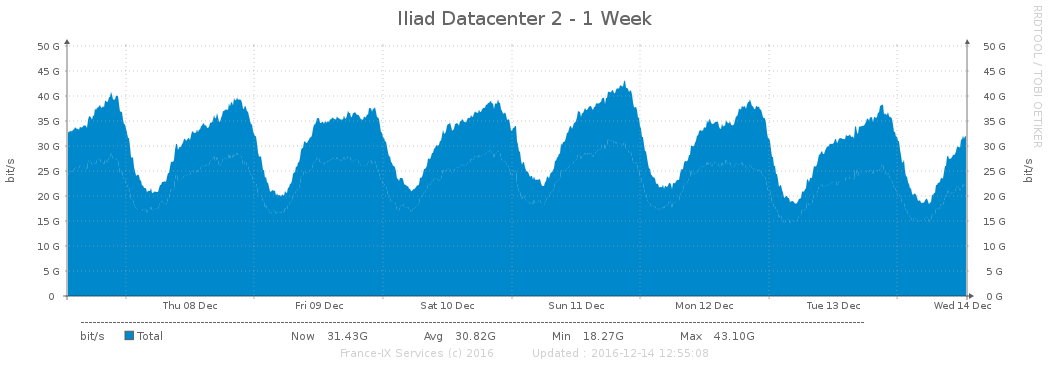 Iliad Datacenter 2 - 1 Week
RRDTOOL / TOBI OETIKER
bit/s
50 G 50 G
45 G 45 G
40 G 40 G
35 G 35 G
30 G 30 G
25 G 25 G
20 G 20 G
15 G 15 G
10 G 10 G
5 G 5 G
0 0 G
bit/s
Thu 08 Dec Fri 09 Dec Sat 10 Dec Sun 11 Dec Mon 12 Dec Tue 13 Dec Wed 14 Dec
bit/s Total Now 31.43G Avg 30.82G Min 18.27G Max 43.10G
France-IX Services (c) 2016 Updated : 2016-12-14 12:55:08